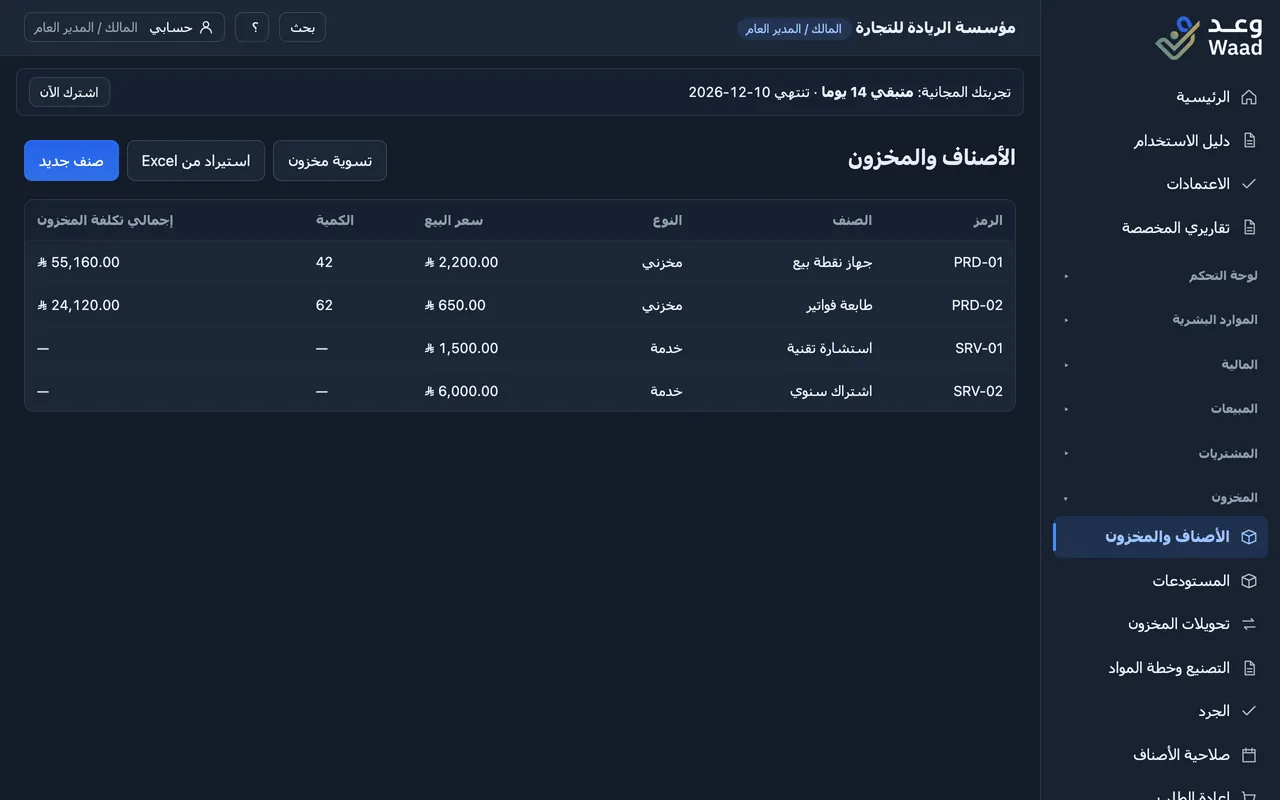 وعد
Waad
الرئيسية
دليل الاستخدام
الاعتمادات
تقاريري المخصصة
لوحة التحكم
الموارد البشرية
المالية
المبيعات
المشتريات
المخزون
الأصناف والمخزون
المستودعات
تحويلات المخزون
التصنيع وخطة المواد
الجرد
صلاحية الأصناف
إعادة الطلب
مؤسسة الريادة للتجارة المالك / المدير العام
بحث ؟ حسابي المالك / المدير العام
تجربتك المجانية: متبقي 14 يوما · تنتهي 10-12-2026 اشترك الآن
الأصناف والمخزون
تسوية مخزون استيراد من Excel صنف جديد
الرمز الصنف النوع سعر البيع الكمية إجمالي تكلفة المخزون
PRD-01 جهاز نقطة بيع مخزني 2,200.00 ⃁ 42 55,160.00 ⃁
PRD-02 طابعة فواتير مخزني 650.00 ⃁ 62 24,120.00 ⃁
SRV-01 استشارة تقنية خدمة 1,500.00 ⃁ — —
SRV-02 اشتراك سنوي خدمة 6,000.00 ⃁ — —